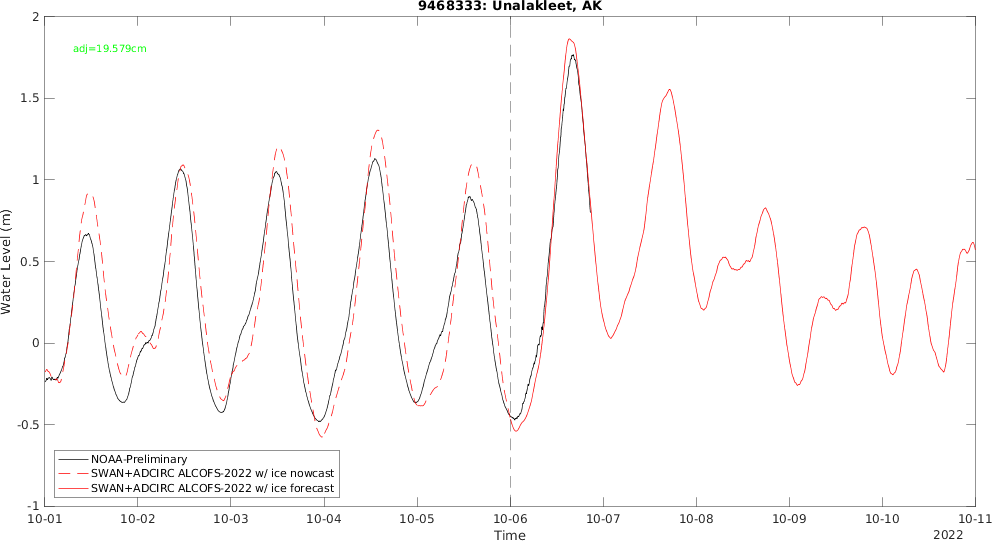 9468333: Unalakleet, AK
adj=19.579cm
2
1.5
1
0.5
0
-0.5
-1
Water Level (m)
NOAA-Preliminary
SWAN+ADCIRC ALCOFS-2022 w/ ice nowcast
SWAN+ADCIRC ALCOFS-2022 w/ ice forecast
10-01 10-02 10-03 10-04 10-05 10-06 10-07 10-08 10-09 10-10 10-11
Time
2022